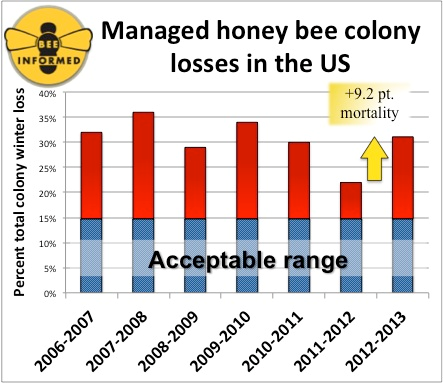 BEE
INFORMED
Managed honey bee colony
losses in the US
Percent total colony winter loss
40%
35%
30%
25%
20%
15%
10%
5%
0%
+9.2 pt.
mortality
Acceptable range
2006-2007
2007-2008
2008-2009
2009-2010
2010-2011
2011-2012
2012-2013